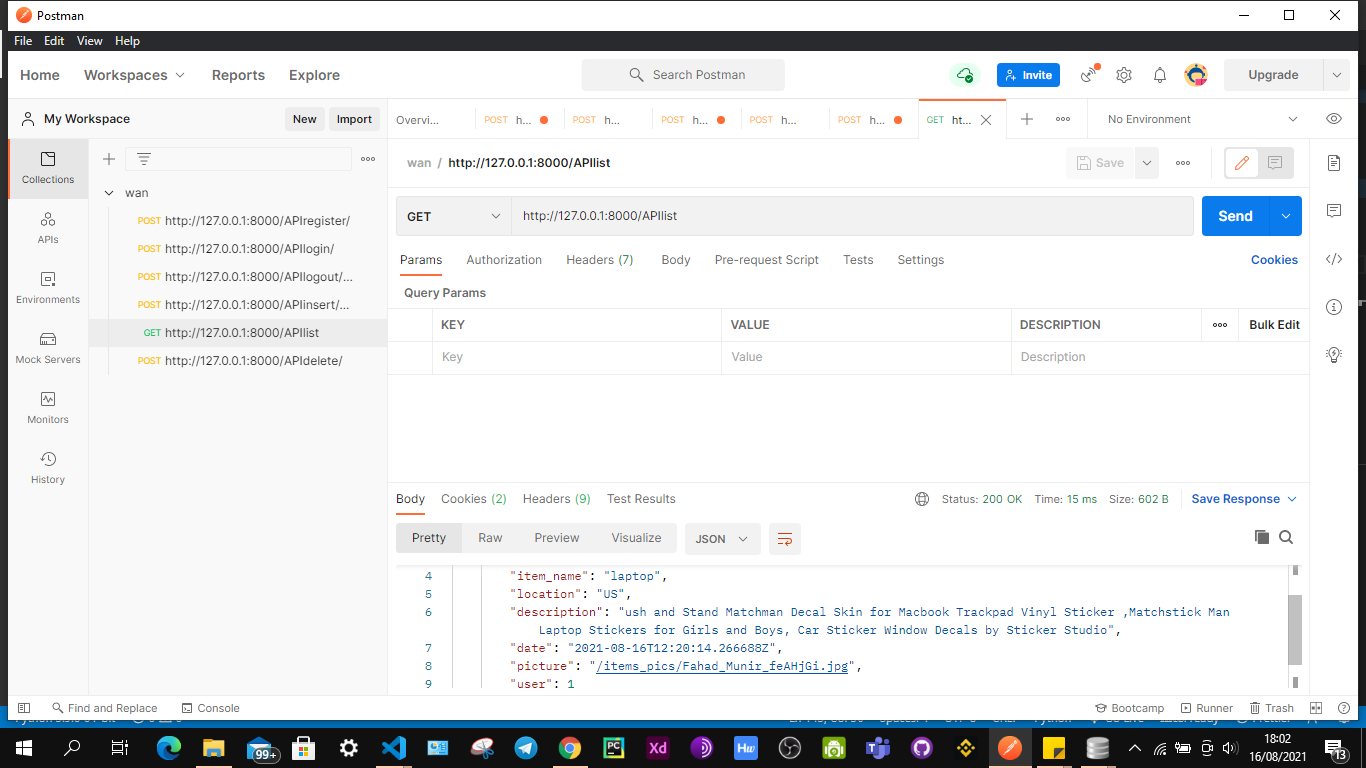 Postman
File Edit View Help
Home Workspaces Reports Explore Search Postman Invite Upgrade
My Workspace New Import
Overvi... POST h... POST h... POST h... POST h... POST h... GET ht... No Environment
Collections
APIs
Environments
Mock Servers
Monitors
History
wan
POST http://127.0.0.1:8000/APIregister/
POST http://127.0.0.1:8000/APIlogin/
POST http://127.0.0.1:8000/APIlogout/...
POST http://127.0.0.1:8000/APIinsert/...
GET http://127.0.0.1:8000/APIlist
POST http://127.0.0.1:8000/APIdelete/
wan / http://127.0.0.1:8000/APIlist Save
GET http://127.0.0.1:8000/APIlist Send
Params Authorization Headers (7) Body Pre-request Script Tests Settings Cookies
Query Params
KEY VALUE DESCRIPTION Bulk Edit
Key Value Description
Body Cookies (2) Headers (9) Test Results Status: 200 OK Time: 15 ms Size: 602 B Save Response
Pretty Raw Preview Visualize JSON
4 "item_name": "laptop",
5 "location": "US",
6 "description": "ush and Stand Matchman Decal Skin for Macbook Trackpad Vinyl Sticker ,Matchstick Man
Laptop Stickers for Girls and Boys, Car Sticker Window Decals by Sticker Studio",
7 "date": "2021-08-16T12:20:14.266688Z",
8 "picture": "/items_pics/Fahad_Munir_feAHjGi.jpg",
9 "user": 1
Find and Replace Console Bootcamp Runner Trash
99+ PC Xd Hw 18:02
16/08/2021 13